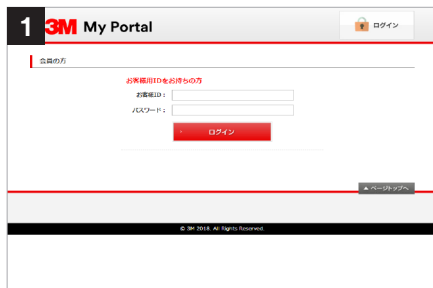 1 3M My Portal
ログイン
会員の方
お客様用IDをお持ちの方
お客様ID：
パスワード：
ログイン
▲ ページトップへ
© 3M 2018. All Rights Reserved.